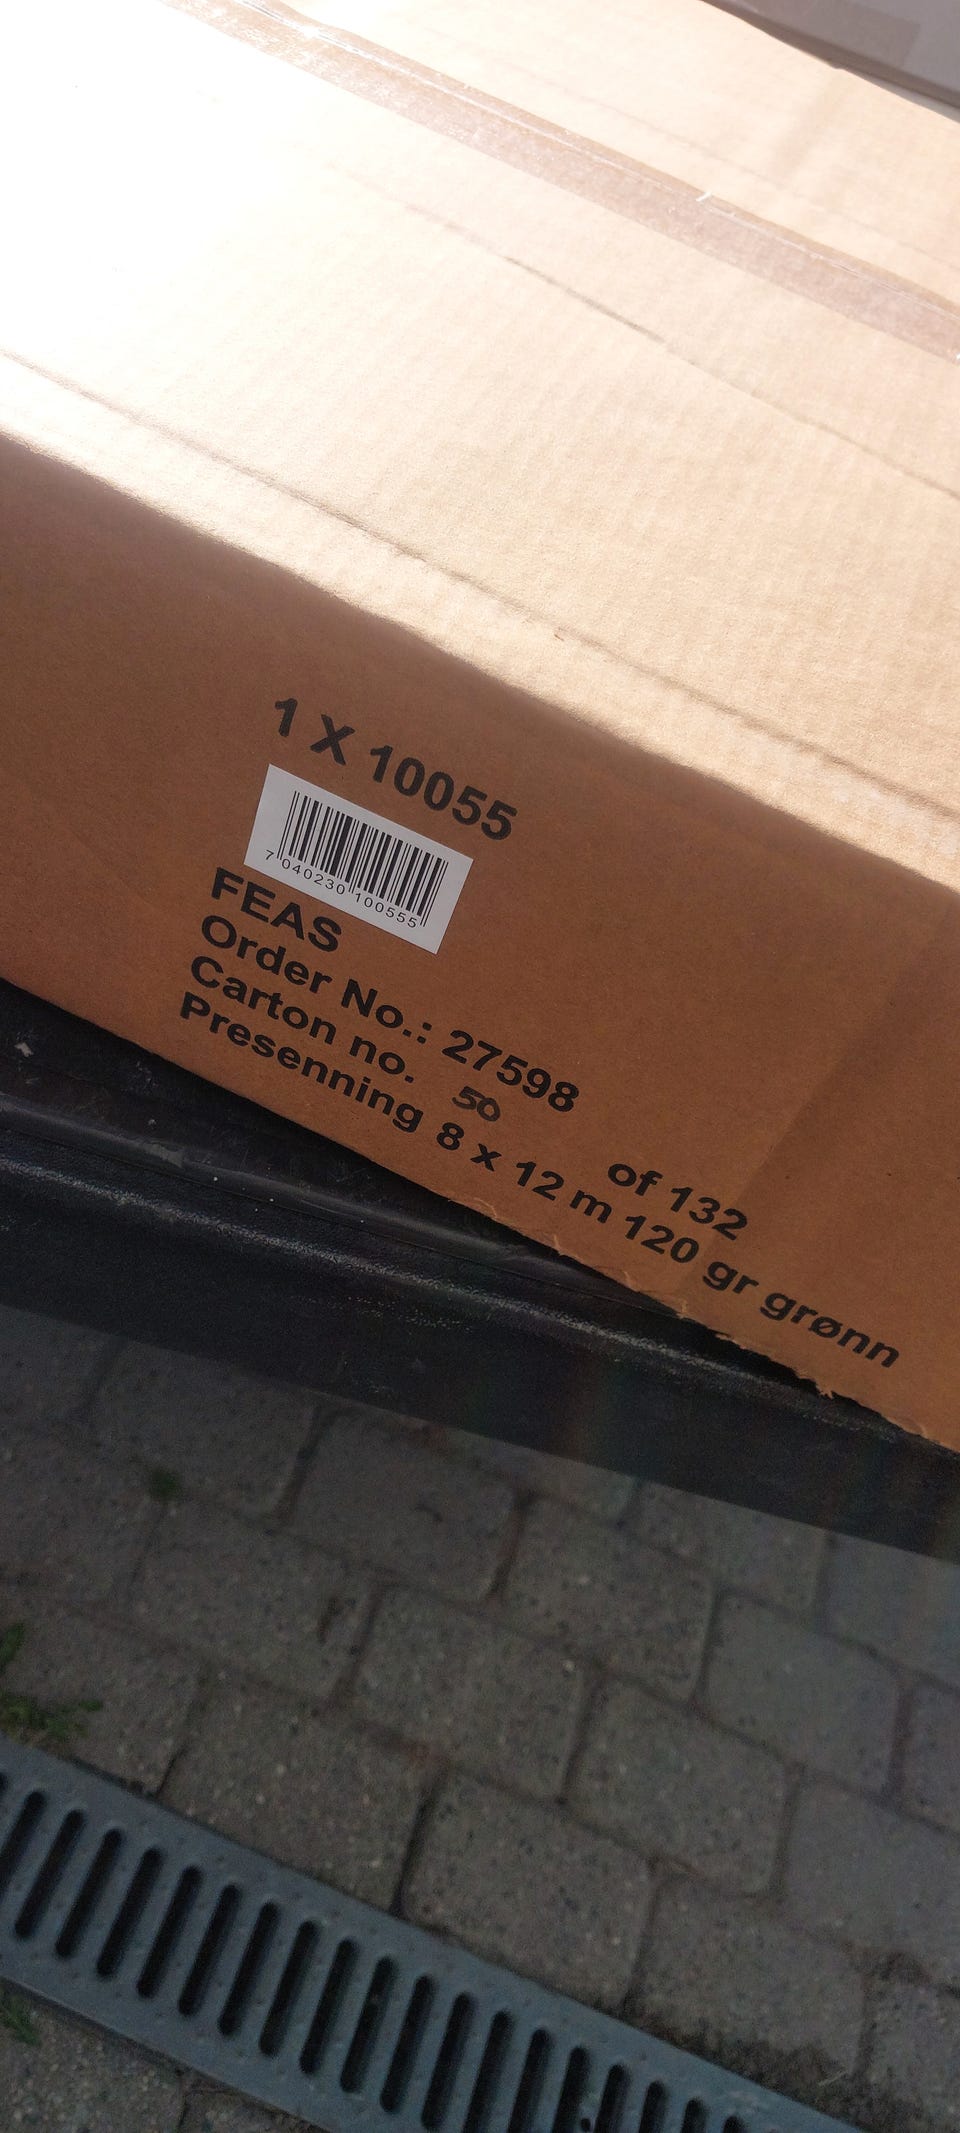 1 X 10055
7 040230 100555
FEAS
Order No.: 27598
Carton no. 50 of 132
Presenning 8 x 12 m 120 gr grønn